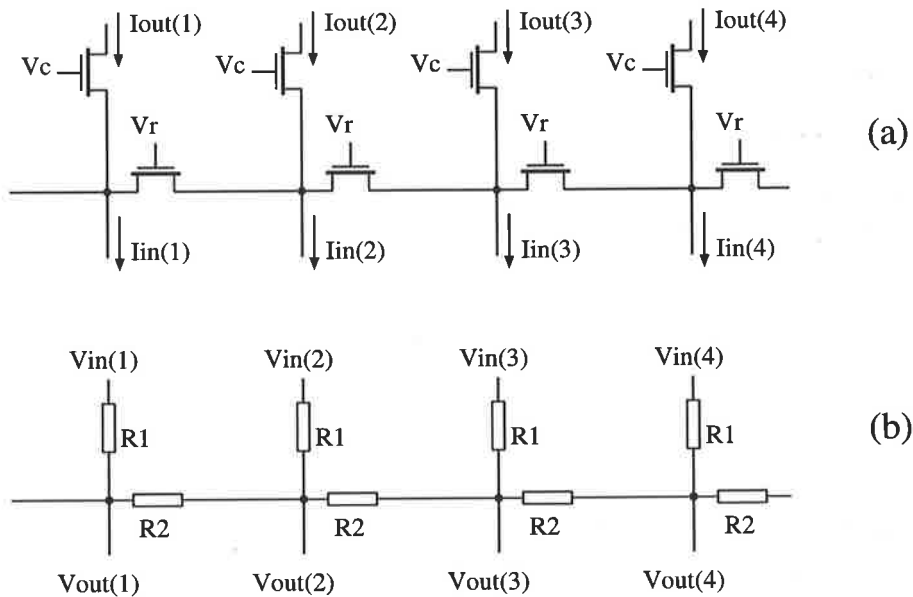 Iout(1) Iout(2) Iout(3) Iout(4)
Vc Vc Vc Vc
Vr Vr Vr Vr
(a)
Iin(1) Iin(2) Iin(3) Iin(4)
Vin(1) Vin(2) Vin(3) Vin(4)
R1 R1 R1 R1
(b)
R2 R2 R2 R2
Vout(1) Vout(2) Vout(3) Vout(4)